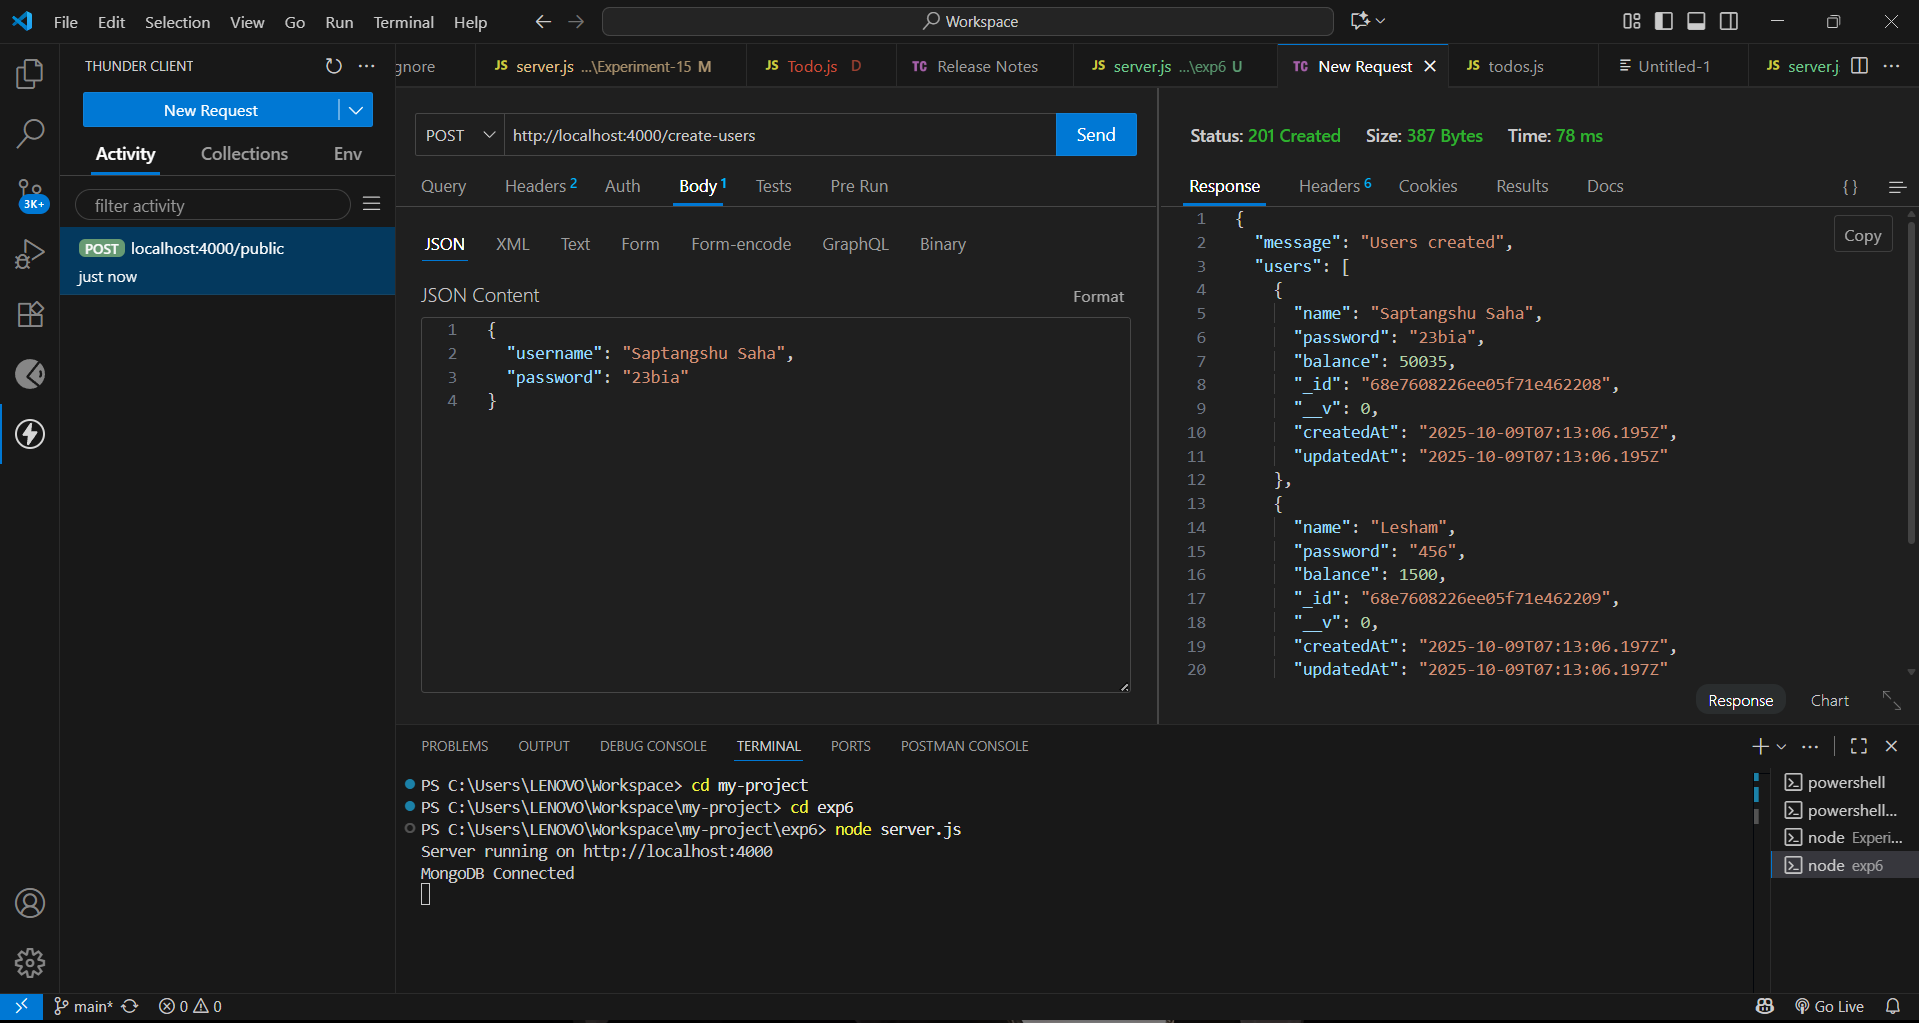 File Edit Selection View Go Run Terminal Help
Workspace
THUNDER CLIENT
New Request
Activity Collections Env
filter activity
POST localhost:4000/public
just now
3K+
gnore
JS server.js ...\Experiment-15 M
JS Todo.js D
TC Release Notes
JS server.js ...\exp6 U
TC New Request
JS todos.js
Untitled-1
JS server.j
POST
http://localhost:4000/create-users
Send
Query Headers 2 Auth Body 1 Tests Pre Run
JSON XML Text Form Form-encode GraphQL Binary
JSON Content
Format
1 {
2 "username": "Saptangshu Saha",
3 "password": "23bia"
4 }
Status: 201 Created Size: 387 Bytes Time: 78 ms
Response Headers 6 Cookies Results Docs
{ }
Copy
1 {
2 "message": "Users created",
3 "users": [
4 {
5 "name": "Saptangshu Saha",
6 "password": "23bia",
7 "balance": 50035,
8 "_id": "68e7608226ee05f71e462208",
9 "__v": 0,
10 "createdAt": "2025-10-09T07:13:06.195Z",
11 "updatedAt": "2025-10-09T07:13:06.195Z"
12 },
13 {
14 "name": "Lesham",
15 "password": "456",
16 "balance": 1500,
17 "_id": "68e7608226ee05f71e462209",
18 "__v": 0,
19 "createdAt": "2025-10-09T07:13:06.197Z",
20 "updatedAt": "2025-10-09T07:13:06.197Z"
Response Chart
PROBLEMS OUTPUT DEBUG CONSOLE TERMINAL PORTS POSTMAN CONSOLE
PS C:\Users\LENOVO\Workspace> cd my-project
PS C:\Users\LENOVO\Workspace\my-project> cd exp6
PS C:\Users\LENOVO\Workspace\my-project\exp6> node server.js
Server running on http://localhost:4000
MongoDB Connected
powershell
powershell...
node Experi...
node exp6
main* 0 0
Go Live